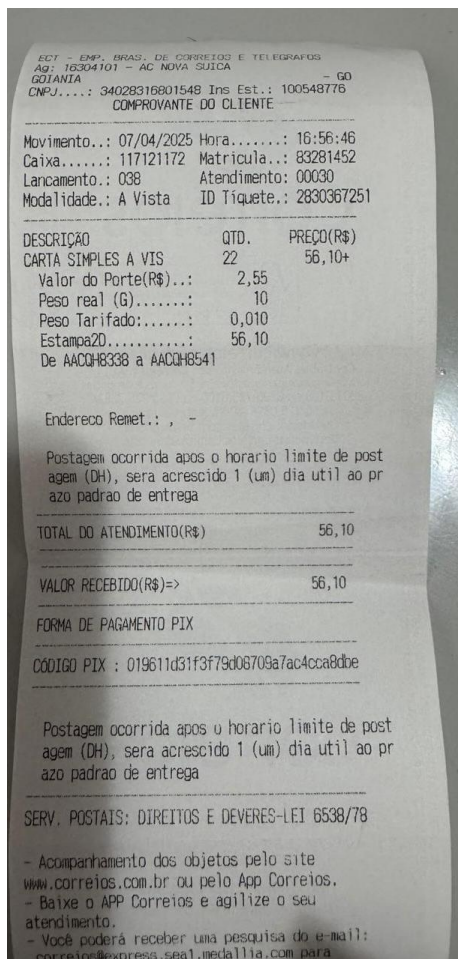 ECT - EMP. BRAS. DE CORREIOS E TELEGRAFOS
Ag: 16304101 - AC NOVA SUICA
GOIANIA - GO
CNPJ....: 34028316801548 Ins Est.: 100548776
COMPROVANTE DO CLIENTE
Movimento..: 07/04/2025 Hora.......: 16:56:46
Caixa......: 117121172 Matricula..: 83281452
Lancamento.: 038 Atendimento: 00030
Modalidade.: A Vista ID Tiquete.: 2830367251
DESCRIÇÃO QTD. PREÇO(R$)
CARTA SIMPLES A VIS 22 56,10+
Valor do Porte(R$)..: 2,55
Peso real (G).......: 10
Peso Tarifado:......: 0,010
Estampa2D...........: 56,10
De AACQH8338 a AACQH8541
Endereco Remet.: , -
Postagem ocorrida apos o horario limite de post
agem (DH), sera acrescido 1 (um) dia util ao pr
azo padrao de entrega
TOTAL DO ATENDIMENTO(R$) 56,10
VALOR RECEBIDO(R$)=> 56,10
FORMA DE PAGAMENTO PIX
CÓDIGO PIX : 019611d31f3f79d06709a7ac4cca8dbe
Postagem ocorrida apos o horario limite de post
agem (DH), sera acrescido 1 (um) dia util ao pr
azo padrao de entrega
SERV. POSTAIS: DIREITOS E DEVERES-LEI 6538/78
- Acompanhamento dos objetos pelo site
www.correios.com.br ou pelo App Correios.
- Baixe o APP Correios e agilize o seu
atendimento.
- Você poderá receber uma pesquisa do e-mail:
correios@express.seal.medallia.com para